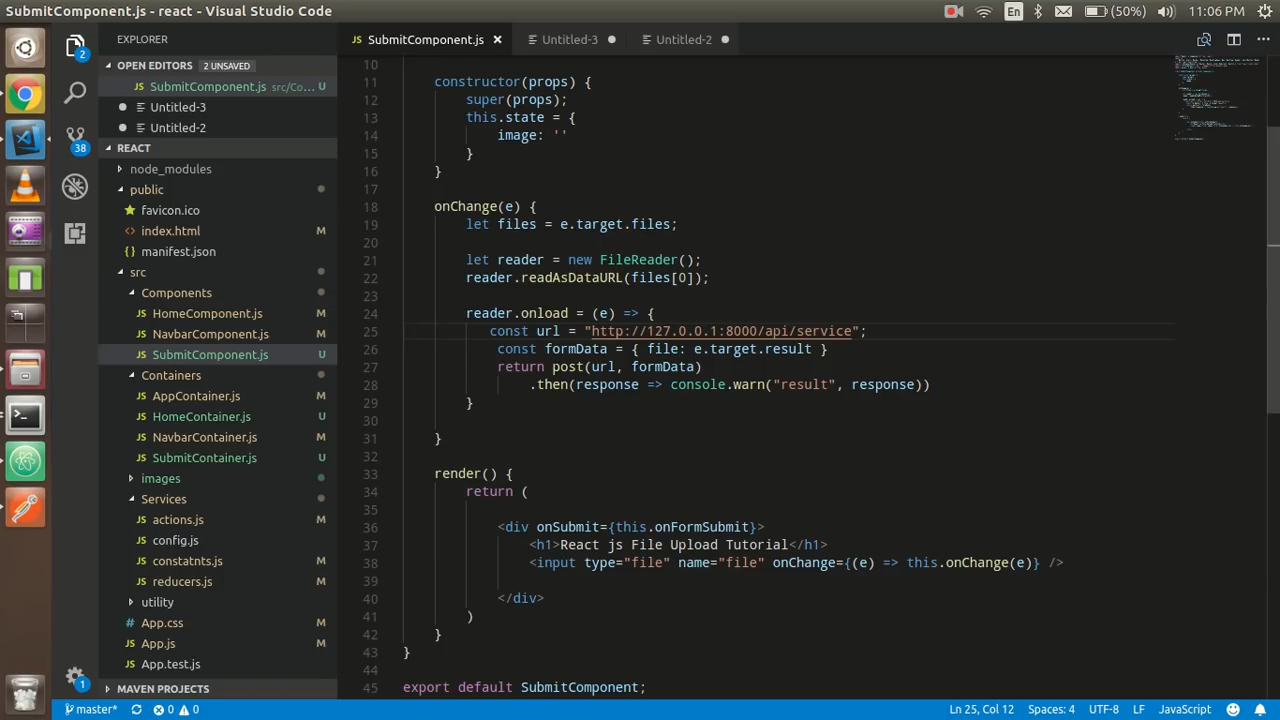 SubmitComponent.js - react - Visual Studio Code
En
(50%)
11:06 PM
EXPLORER
OPEN EDITORS
2 UNSAVED
SubmitComponent.js src/Co... U
Untitled-3
Untitled-2
REACT
node_modules
public
favicon.ico
index.html M
manifest.json
src
Components
HomeComponent.js M
NavbarComponent.js M
SubmitComponent.js U
Containers
AppContainer.js M
HomeContainer.js U
NavbarContainer.js M
SubmitContainer.js U
images
Services
actions.js M
config.js
constatnts.js M
reducers.js M
utility
App.css M
App.js M
App.test.js
MAVEN PROJECTS
2
38
1
SubmitComponent.js
Untitled-3
Untitled-2
10
11 constructor(props) {
12 super(props);
13 this.state = {
14 image: ''
15 }
16 }
17
18 onChange(e) {
19 let files = e.target.files;
20
21 let reader = new FileReader();
22 reader.readAsDataURL(files[0]);
23
24 reader.onload = (e) => {
25 const url = "http://127.0.0.1:8000/api/service";
26 const formData = { file: e.target.result }
27 return post(url, formData)
28 .then(response => console.warn("result", response))
29 }
30
31 }
32
33 render() {
34 return (
35
36 <div onSubmit={this.onFormSubmit}>
37 <h1>React js File Upload Tutorial</h1>
38 <input type="file" name="file" onChange={(e) => this.onChange(e)} />
39
40 </div>
41 )
42 }
43 }
44
45 export default SubmitComponent;
master*
0
0
Ln 25, Col 12
Spaces: 4
UTF-8
LF
JavaScript